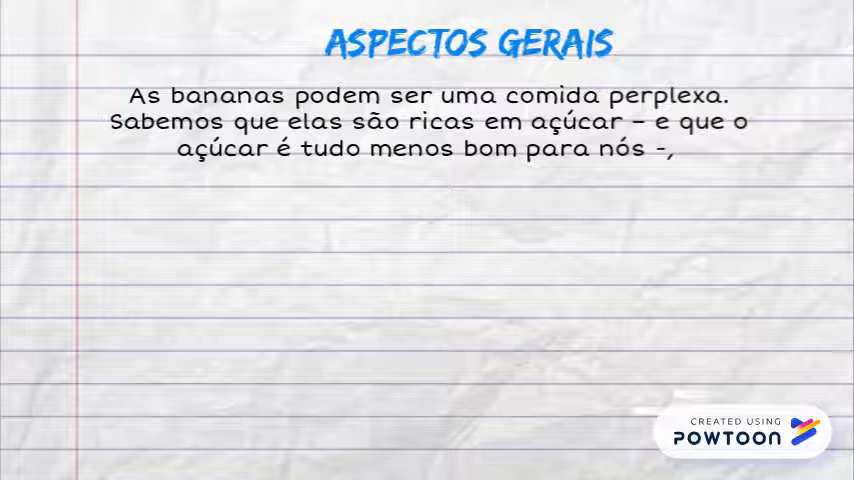 ASPECTOS GERAIS
As bananas podem ser uma comida perplexa.
Sabemos que elas são ricas em açúcar – e que o
açúcar é tudo menos bom para nós -,
CREATED USING
POWTOON